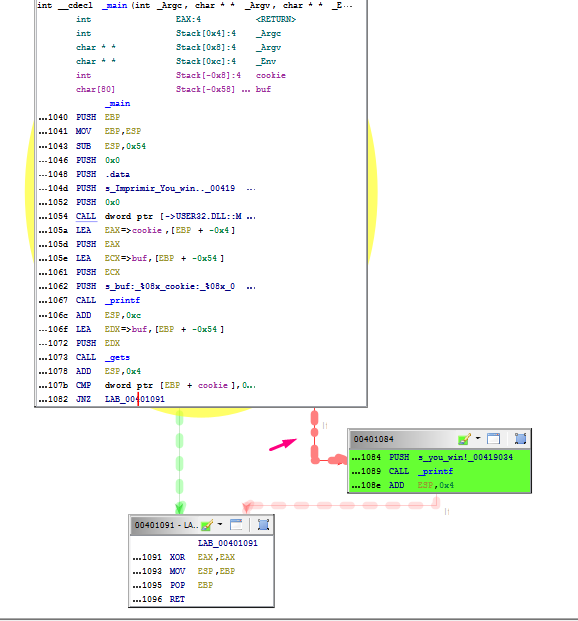 int __cdecl _main(int _Argc, char * * _Argv, char * * _E...
int EAX:4 <RETURN>
int Stack[0x4]:4 _Argc
char * * Stack[0x8]:4 _Argv
char * * Stack[0xc]:4 _Env
int Stack[-0x8]:4 cookie
char[80] Stack[-0x58] ... buf
_main
...1040 PUSH EBP
...1041 MOV EBP,ESP
...1043 SUB ESP,0x54
...1046 PUSH 0x0
...1048 PUSH .data
...104d PUSH s_Imprimir_You_win.._00419 ...
...1052 PUSH 0x0
...1054 CALL dword ptr [->USER32.DLL::M ...
...105a LEA EAX=>cookie,[EBP + -0x4]
...105d PUSH EAX
...105e LEA ECX=>buf,[EBP + -0x54]
...1061 PUSH ECX
...1062 PUSH s_buf:_%08x_cookie:_%08x_0 ...
...1067 CALL _printf
...106c ADD ESP,0xc
...106f LEA EDX=>buf,[EBP + -0x54]
...1072 PUSH EDX
...1073 CALL _gets
...1078 ADD ESP,0x4
...107b CMP dword ptr [EBP + cookie],0...
...1082 JNZ LAB_00401091
00401084
...1084 PUSH s_you_win!_00419034
...1089 CALL _printf
...108e ADD ESP,0x4
00401091 - LA..
LAB_00401091
...1091 XOR EAX,EAX
...1093 MOV ESP,EBP
...1095 POP EBP
...1096 RET